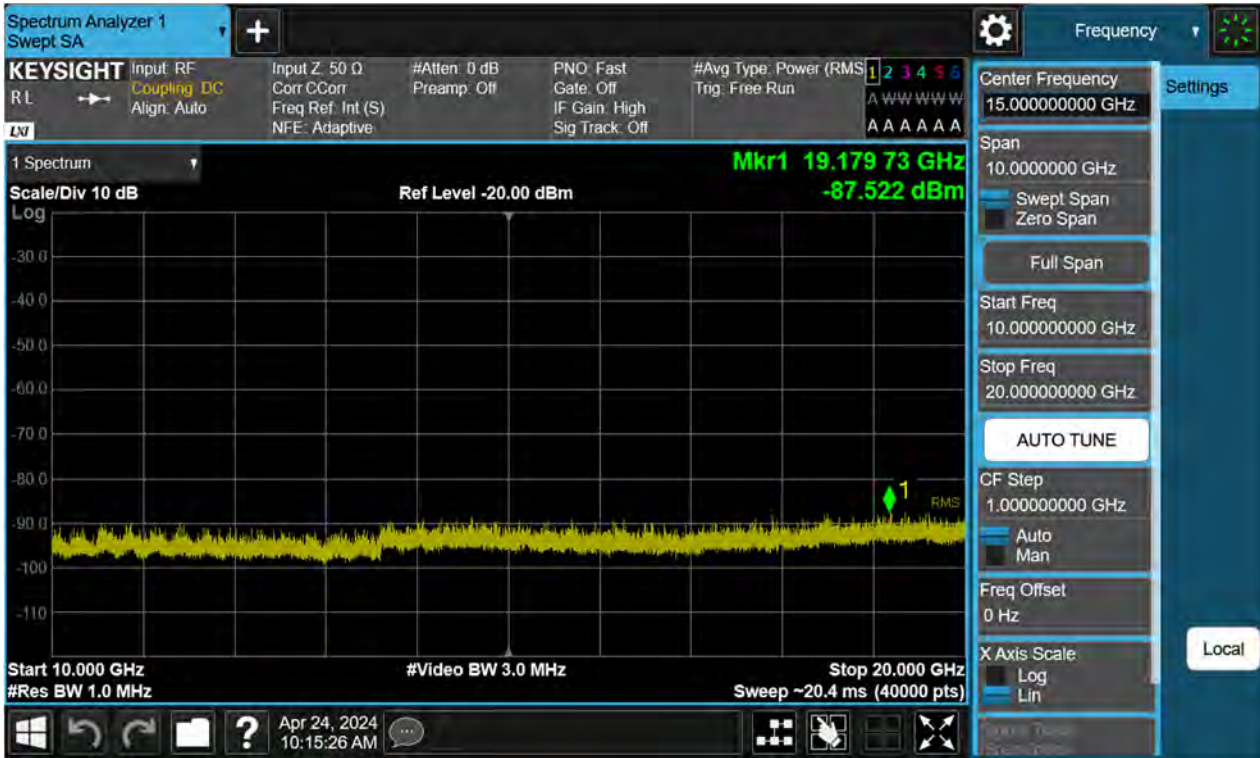 Spectrum Analyzer 1
Swept SA
+
Frequency
KEYSIGHT
RL
LXI
Input: RF
Coupling: DC
Align: Auto
Input Z: 50 Ω
Corr CCorr
Freq Ref: Int (S)
NFE: Adaptive
#Atten: 0 dB
Preamp: Off
PNO: Fast
Gate: Off
IF Gain: High
Sig Track: Off
#Avg Type: Power (RMS
Trig: Free Run
1 2 3 4 5 6
A W W W W W
A A A A A A
1 Spectrum
Scale/Div 10 dB
Ref Level -20.00 dBm
Mkr1 19.179 73 GHz
-87.522 dBm
Log
-30.0
-40.0
-50.0
-60.0
-70.0
-80.0
-90.0
-100
-110
1
RMS
Start 10.000 GHz
#Video BW 3.0 MHz
Stop 20.000 GHz
#Res BW 1.0 MHz
Sweep ~20.4 ms (40000 pts)
?
Apr 24, 2024
10:15:26 AM
Center Frequency
15.000000000 GHz
Span
10.0000000 GHz
Swept Span
Zero Span
Full Span
Start Freq
10.000000000 GHz
Stop Freq
20.000000000 GHz
AUTO TUNE
CF Step
1.000000000 GHz
Auto
Man
Freq Offset
0 Hz
X Axis Scale
Log
Lin
Settings
Local